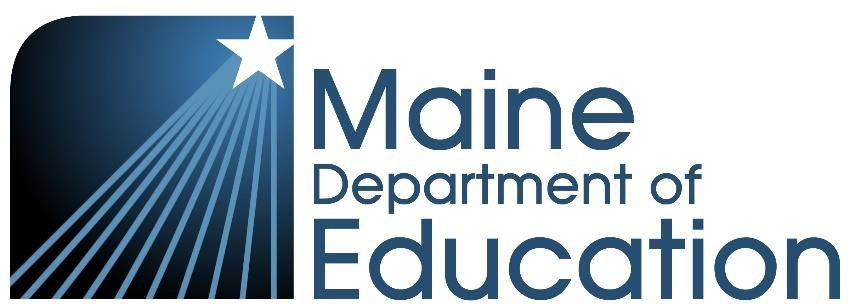 Maine
Department of
Education